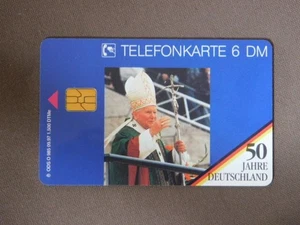 TELEFONKARTE 6 DM
50
JAHRE
DEUTSCHLAND